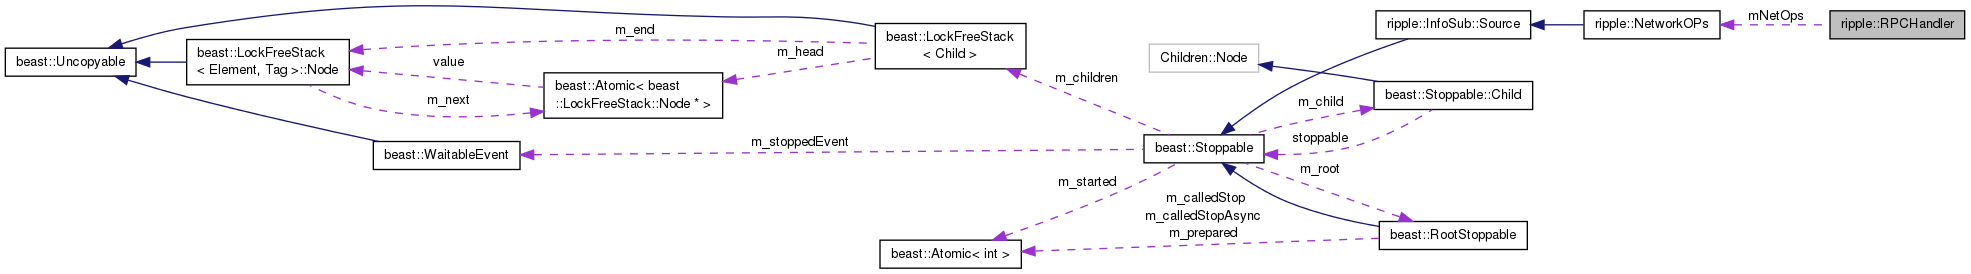 ripple::InfoSub::Source
ripple::NetworkOPs
mNetOps
ripple::RPCHandler
m_end
beast::LockFreeStack
< Child >
beast::Uncopyable
beast::LockFreeStack
< Element, Tag >::Node
value
m_head
Children::Node
m_next
beast::Atomic< beast
::LockFreeStack::Node * >
m_children
m_child
beast::Stoppable::Child
stoppable
m_stoppedEvent
beast::WaitableEvent
beast::Stoppable
m_started
m_root
m_calledStop
m_calledStopAsync
m_prepared
beast::RootStoppable
beast::Atomic< int >